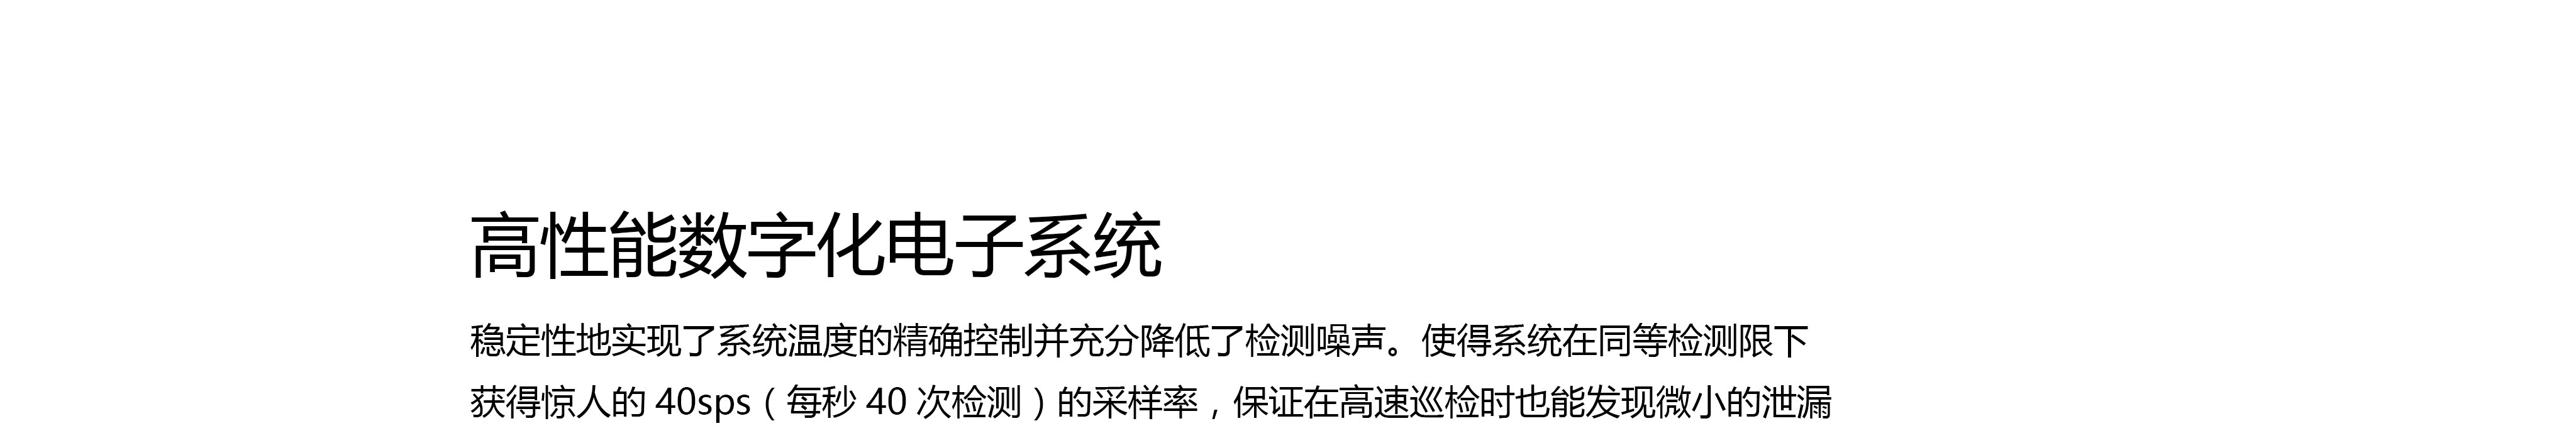 高性能数字化电子系统
稳定性地实现了系统温度的精确控制并充分降低了检测噪声。使得系统在同等检测限下
获得惊人的 40sps（每秒 40 次检测）的采样率，保证在高速巡检时也能发现微小的泄漏